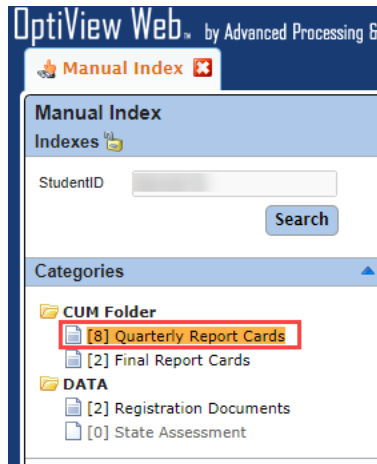 OptiView Web™ by Advanced Processing &
Manual Index
Manual Index
Indexes
StudentID
Search
Categories
CUM Folder
[8] Quarterly Report Cards
[2] Final Report Cards
DATA
[2] Registration Documents
[0] State Assessment